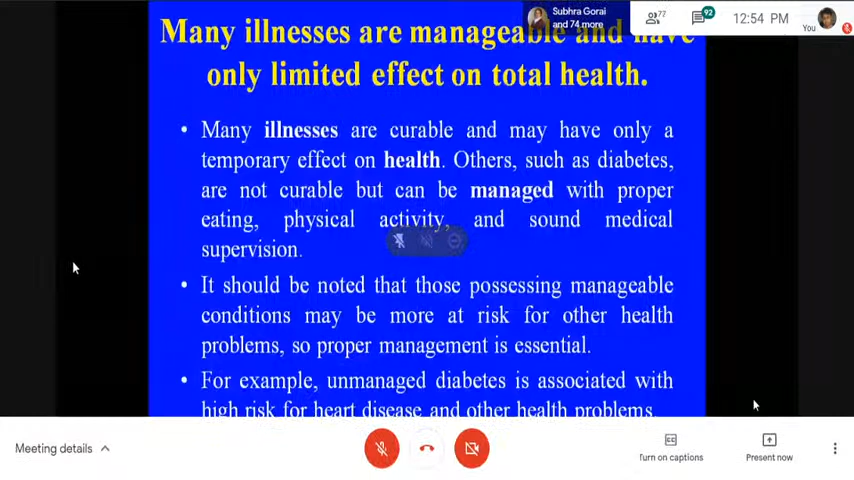 Subhra Gorai
and 74 more
77
92
12:54 PM
You
Many illnesses are manageable and have
only limited effect on total health.
• Many illnesses are curable and may have only a
temporary effect on health. Others, such as diabetes,
are not curable but can be managed with proper
eating, physical activity, and sound medical
supervision.
• It should be noted that those possessing manageable
conditions may be more at risk for other health
problems, so proper management is essential.
• For example, unmanaged diabetes is associated with
high risk for heart disease and other health problems.
Meeting details
Turn on captions
Present now